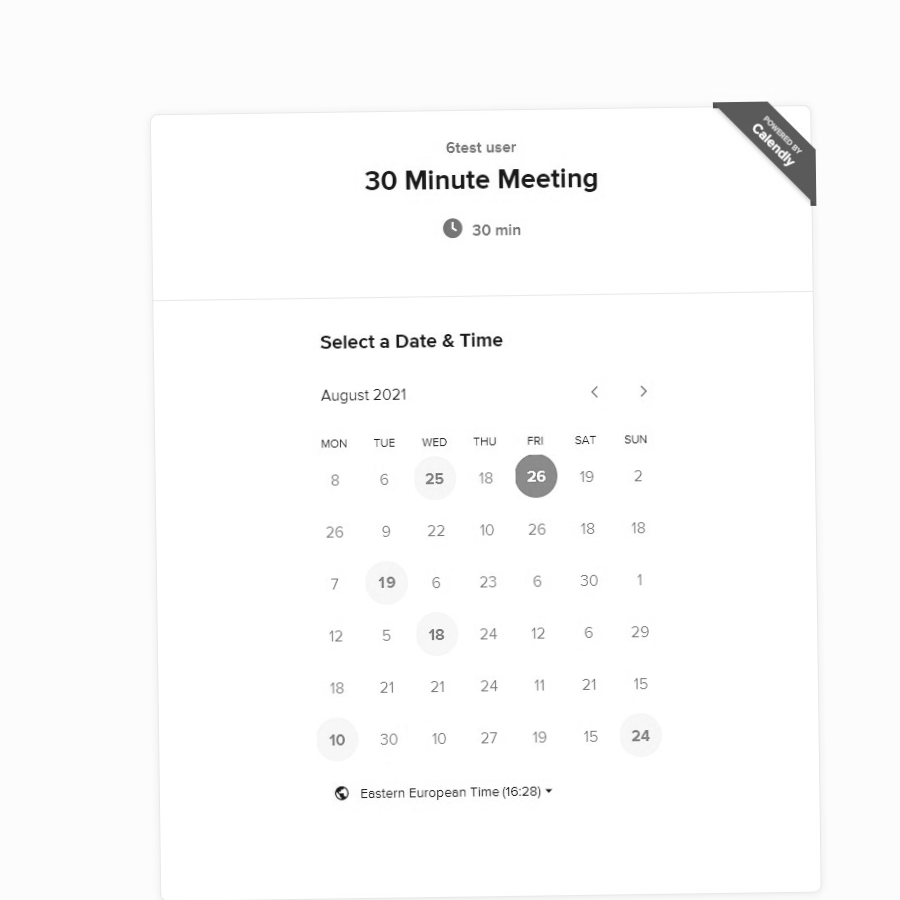 POWERED BY
Calendly
6test user
30 Minute Meeting
30 min
Select a Date & Time
August 2021
MON TUE WED THU FRI SAT SUN
8 6 25 18 26 19 2
26 9 22 10 26 18 18
7 19 6 23 6 30 1
12 5 18 24 12 6 29
18 21 21 24 11 21 15
10 30 10 27 19 15 24
Eastern European Time (16:28)